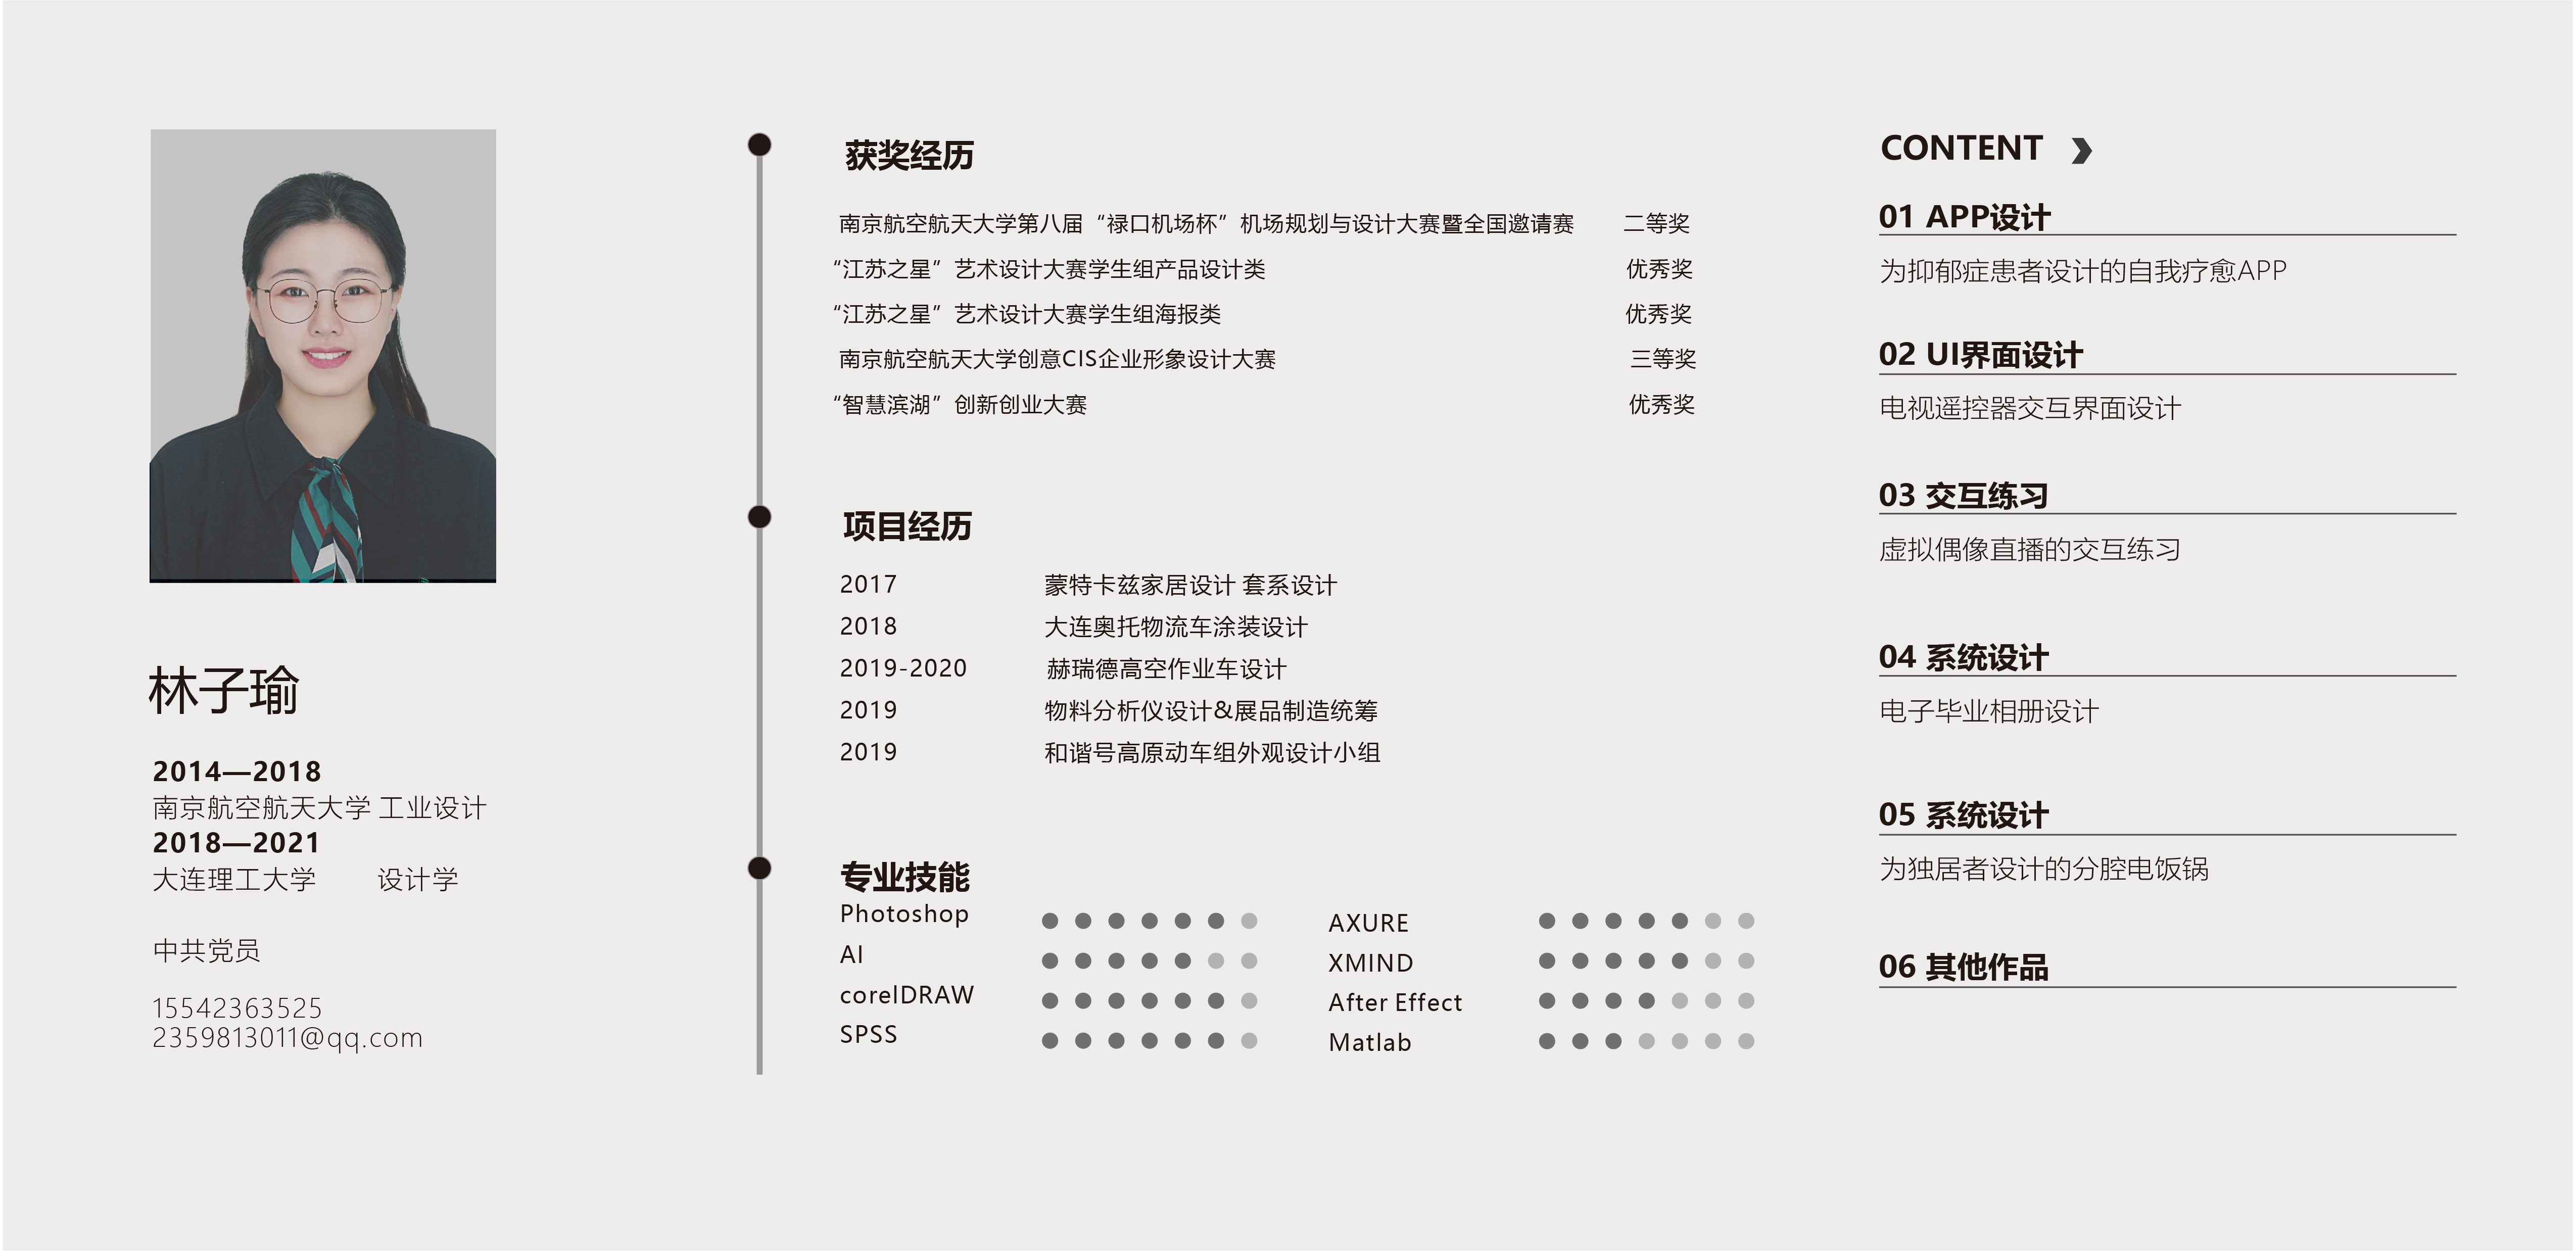 林子瑜
2014—2018
南京航空航天大学 工业设计
2018—2021
大连理工大学 设计学
中共党员
15542363525
2359813011@qq.com
获奖经历
南京航空航天大学第八届“禄口机场杯”机场规划与设计大赛暨全国邀请赛 二等奖
“江苏之星”艺术设计大赛学生组产品设计类 优秀奖
“江苏之星”艺术设计大赛学生组海报类 优秀奖
南京航空航天大学创意CIS企业形象设计大赛 三等奖
“智慧滨湖”创新创业大赛 优秀奖
项目经历
2017 蒙特卡兹家居设计 套系设计
2018 大连奥托物流车涂装设计
2019-2020 赫瑞德高空作业车设计
2019 物料分析仪设计&展品制造统筹
2019 和谐号高原动车组外观设计小组
专业技能
Photoshop
AI
corelDRAW
SPSS
AXURE
XMIND
After Effect
Matlab
CONTENT
01 APP设计
为抑郁症患者设计的自我疗愈APP
02 UI界面设计
电视遥控器交互界面设计
03 交互练习
虚拟偶像直播的交互练习
04 系统设计
电子毕业相册设计
05 系统设计
为独居者设计的分腔电饭锅
06 其他作品